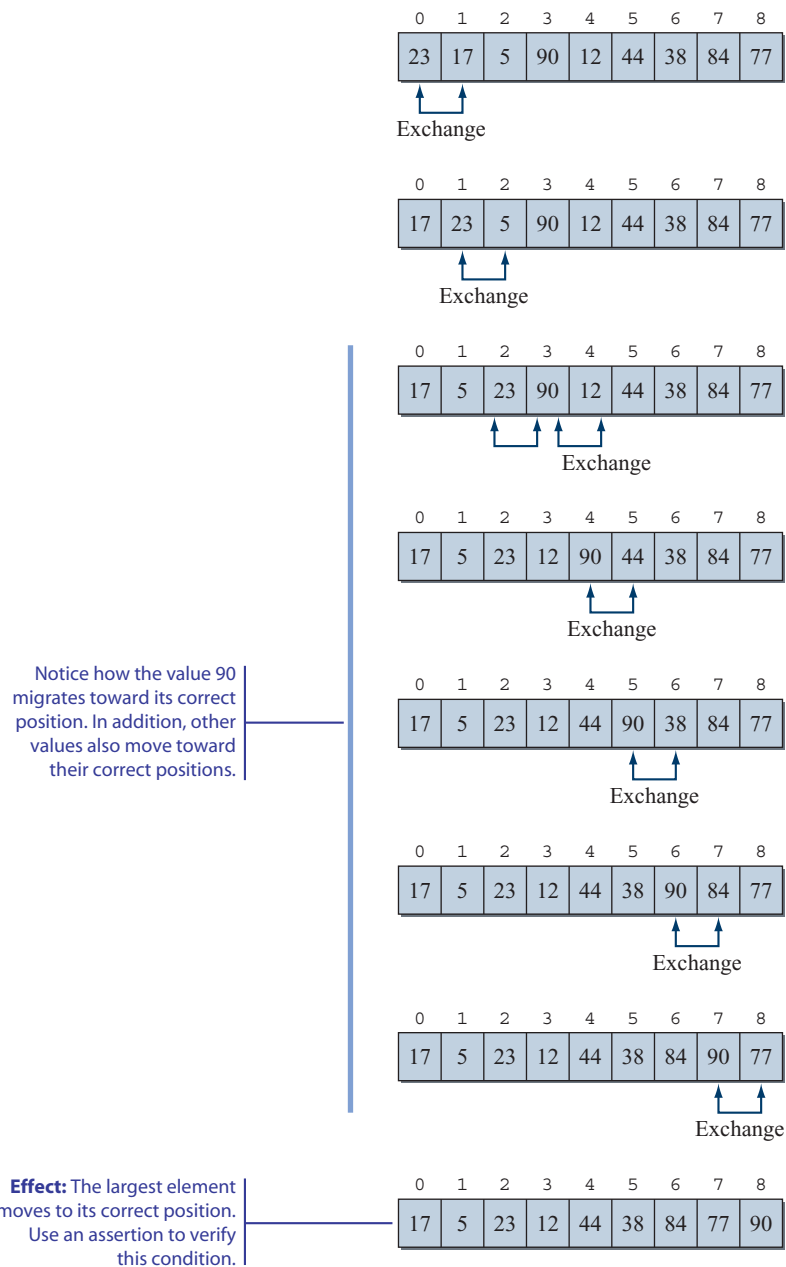 0 1 2 3 4 5 6 7 8
23 17 5 90 12 44 38 84 77
Exchange
0 1 2 3 4 5 6 7 8
17 23 5 90 12 44 38 84 77
Exchange
0 1 2 3 4 5 6 7 8
17 5 23 90 12 44 38 84 77
Exchange
0 1 2 3 4 5 6 7 8
17 5 23 12 90 44 38 84 77
Exchange
Notice how the value 90
migrates toward its correct
position. In addition, other
values also move toward
their correct positions.
0 1 2 3 4 5 6 7 8
17 5 23 12 44 90 38 84 77
Exchange
0 1 2 3 4 5 6 7 8
17 5 23 12 44 38 90 84 77
Exchange
0 1 2 3 4 5 6 7 8
17 5 23 12 44 38 84 90 77
Exchange
Effect: The largest element
moves to its correct position.
Use an assertion to verify
this condition.
0 1 2 3 4 5 6 7 8
17 5 23 12 44 38 84 77 90